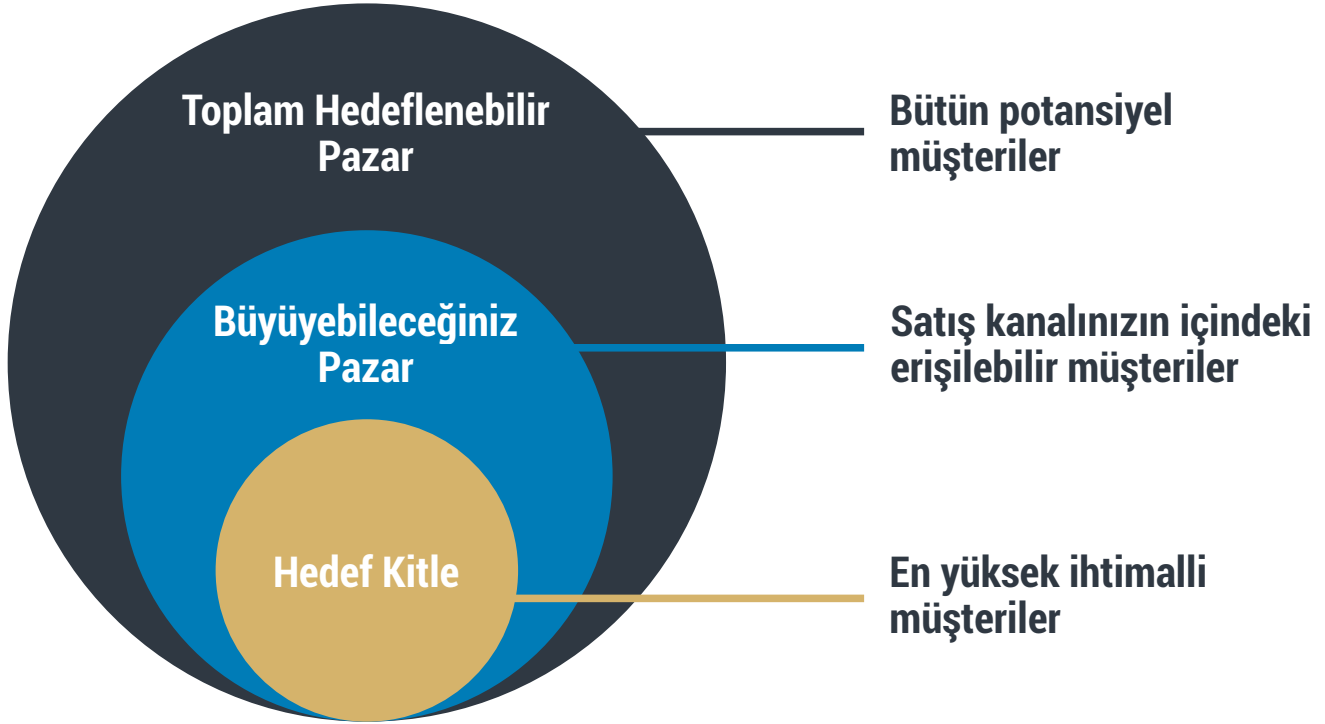 Toplam Hedeflenebilir
Pazar
Bütün potansiyel
müşteriler
Büyüyebileceğiniz
Pazar
Satış kanalınızın içindeki
erişilebilir müşteriler
Hedef Kitle
En yüksek ihtimalli
müşteriler